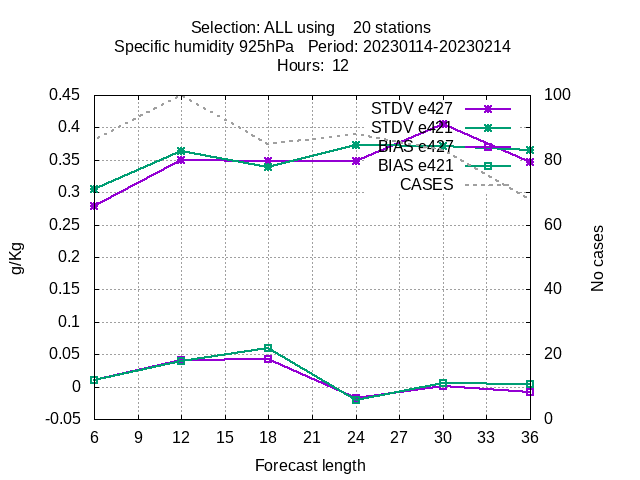 Selection: ALL using 20 stations
Specific humidity 925hPa Period: 20230114-20230214
Hours: 12
0.45
0.4
0.35
0.3
0.25
0.2
0.15
0.1
0.05
0
-0.05
g/Kg
STDV e427
STDV e421
BIAS e427
BIAS e421
CASES
100
80
60
40
20
0
No cases
6 9 12 15 18 21 24 27 30 33 36
Forecast length